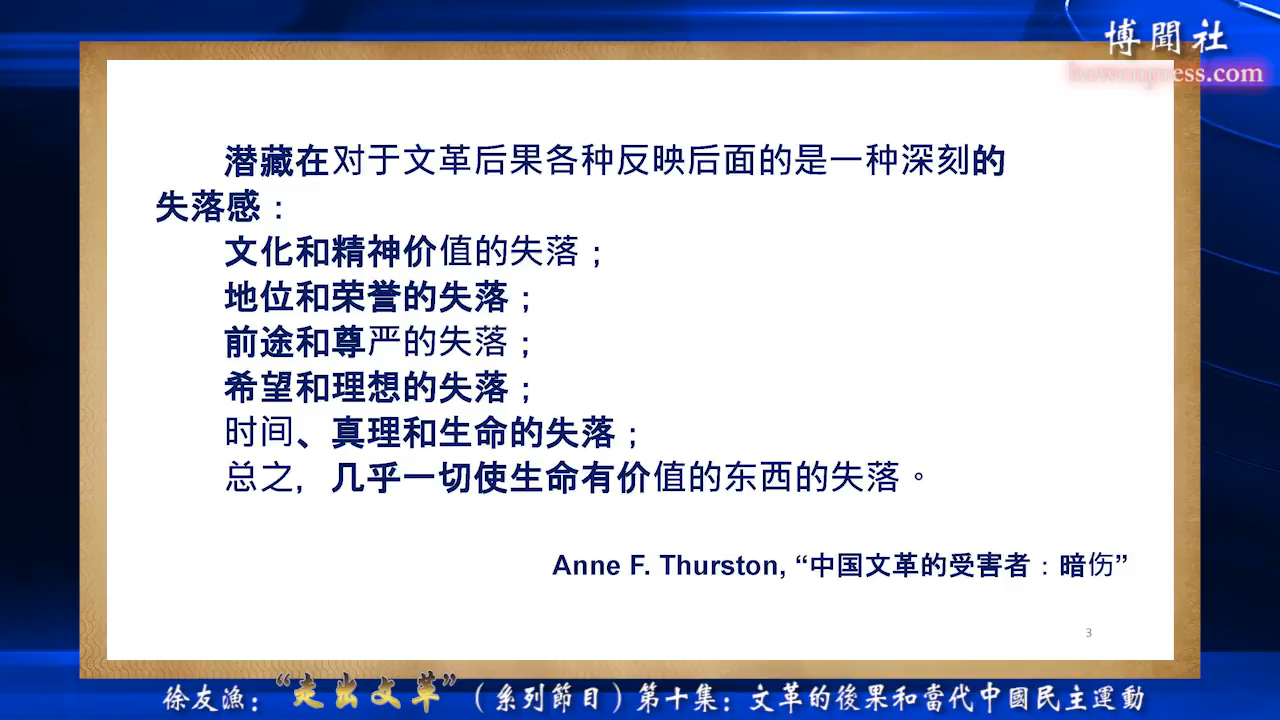 博聞社
bowenpress.com
潜藏在对于文革后果各种反映后面的是一种深刻的
失落感：
文化和精神价值的失落；
地位和荣誉的失落；
前途和尊严的失落；
希望和理想的失落；
时间、真理和生命的失落；
总之，几乎一切使生命有价值的东西的失落。
Anne F. Thurston, “中国文革的受害者：暗伤”
3
徐友漁：“走出文革”（系列節目）第十集：文革的後果和當代中國民主運動